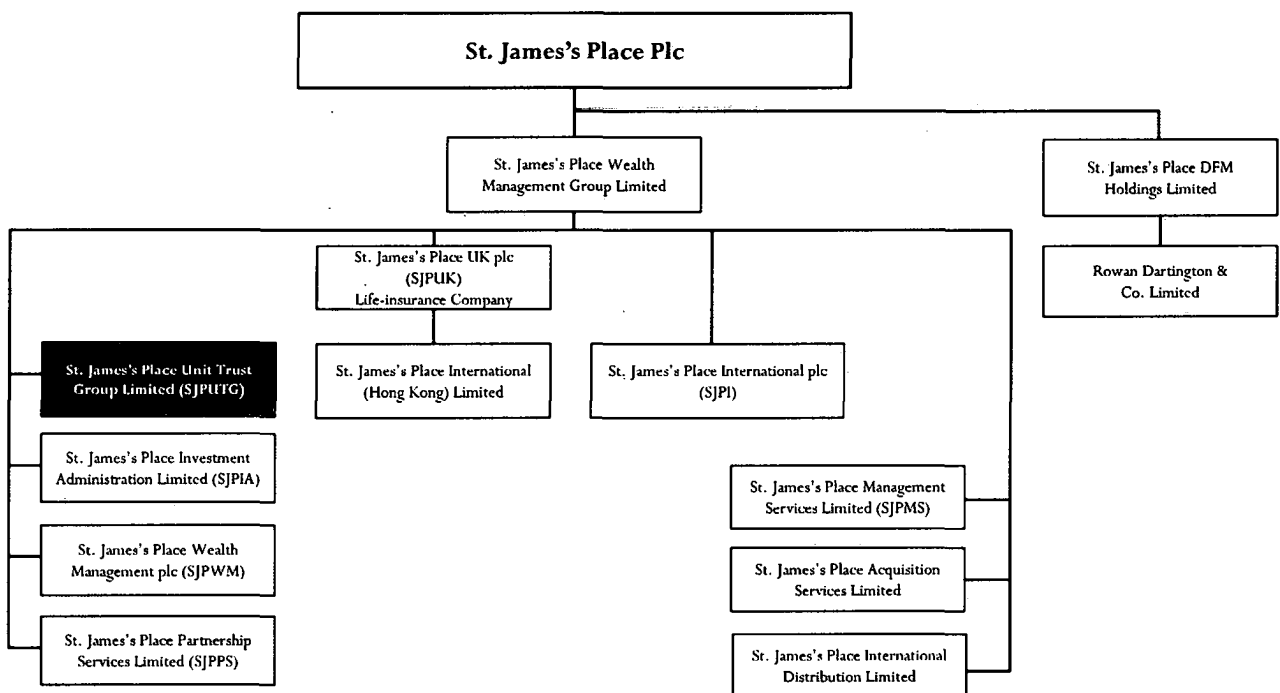 St. James's Place Plc
St. James's Place Wealth
Management Group Limited
St. James's Place DFM
Holdings Limited
St. James's Place UK plc
(SJPUK)
Life-insurance Company
Rowan Dartington &
Co. Limited
St. James's Place Unit Trust
Group Limited (SJPUTG)
St. James's Place International
(Hong Kong) Limited
St. James's Place International plc
(SJPI)
St. James's Place Investment
Administration Limited (SJPIA)
St. James's Place Management
Services Limited (SJPMS)
St. James's Place Wealth
Management plc (SJPWM)
St. James's Place Acquisition
Services Limited
St. James's Place Partnership
Services Limited (SJPPS)
St. James's Place International
Distribution Limited